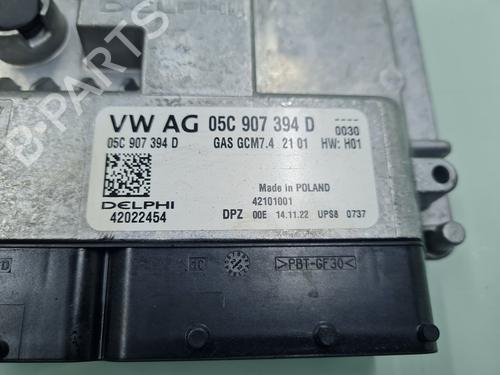 DELPHI
B-PARTS
VW AG 05C 907 394 D
----
0030
05C 907 394 D GAS GCM7.4 21 01 HW: H01
Made in POLAND
42101001
DELPHI
42022454
DPZ 00E 14.11.22 UPS8 0737
>PBT-GF30<